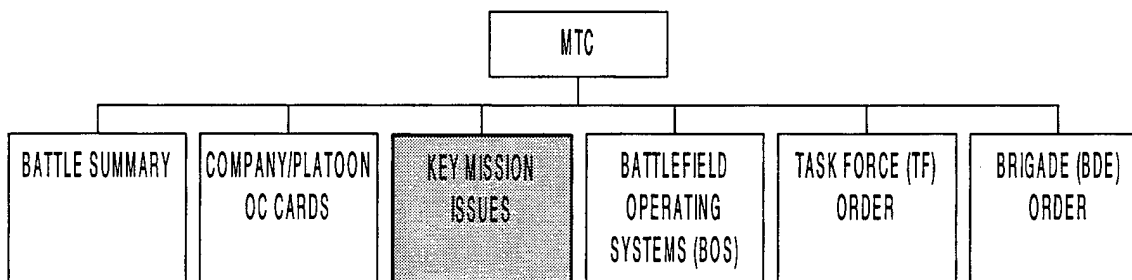 MTC
BATTLE SUMMARY
COMPANY/PLATOON
OC CARDS
KEY MISSION
ISSUES
BATTLEFIELD
OPERATING
SYSTEMS (BOS)
TASK FORCE (TF)
ORDER
BRIGADE (BDE)
ORDER